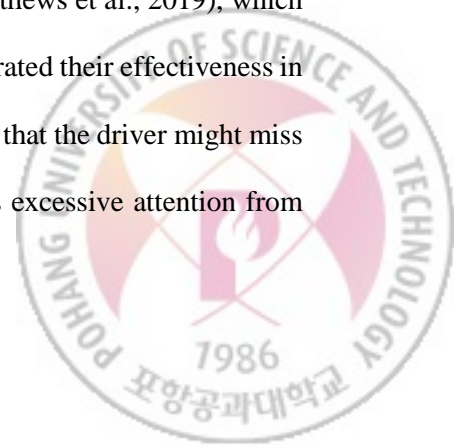 thews et al., 2019), which
rated their effectiveness in
that the driver might miss
excessive attention from
POHANG UNIVERSITY OF SCIENCE AND TECHNOLOGY
1986
포항공과대학교